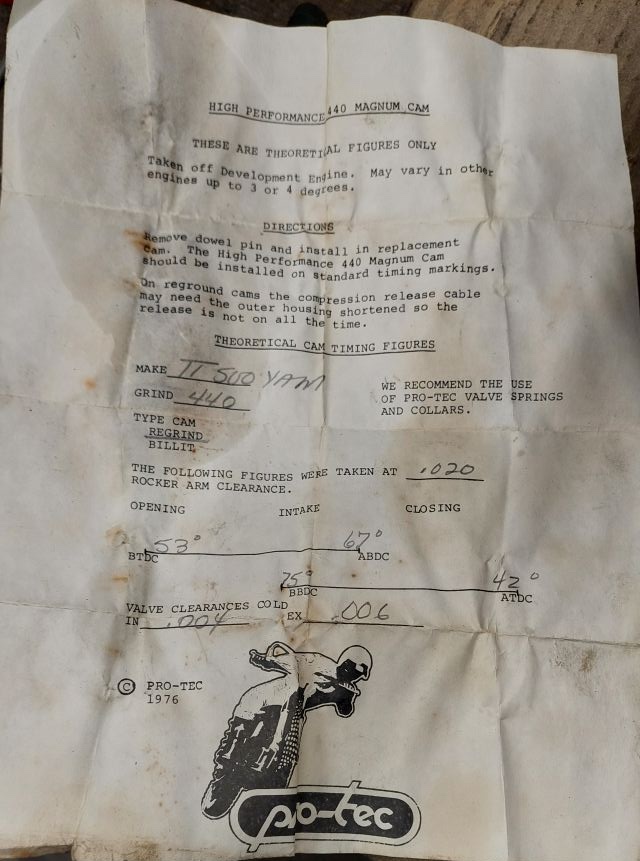 HIGH PERFORMANCE 440 MAGNUM CAM
THESE ARE THEORETICAL FIGURES ONLY
Taken off Development Engine. May vary in other
engines up to 3 or 4 degrees.
DIRECTIONS
Remove dowel pin and install in replacement
cam. The High Performance 440 Magnum Cam
should be installed on standard timing markings.
On reground cams the compression release cable
may need the outer housing shortened so the
release is not on all the time.
THEORETICAL CAM TIMING FIGURES
MAKE TT 500 YAM
GRIND 440
WE RECOMMEND THE USE
OF PRO-TEC VALVE SPRINGS
AND COLLARS.
TYPE CAM
REGRIND
BILLIT
THE FOLLOWING FIGURES WERE TAKEN AT .020
ROCKER ARM CLEARANCE.
OPENING INTAKE CLOSING
53° 67°
BTDC ABDC
75° 42°
BBDC ATDC
VALVE CLEARANCES COLD
IN .004 EX .006
© PRO-TEC
1976
pro-tec